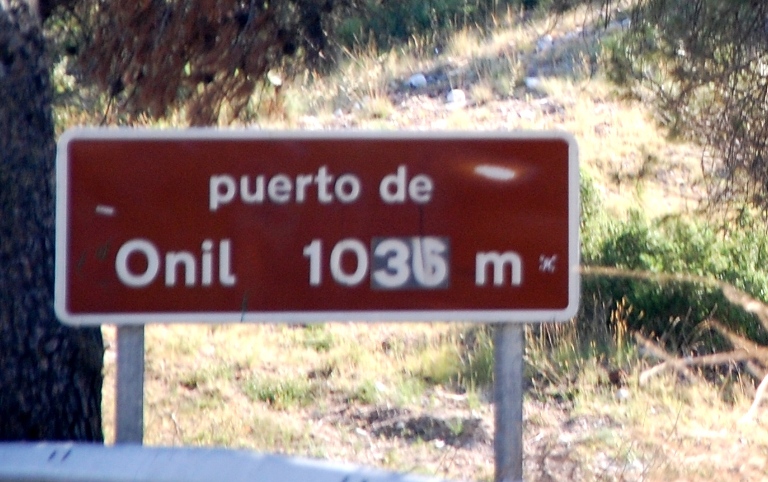 puerto de
Onil 1036 m